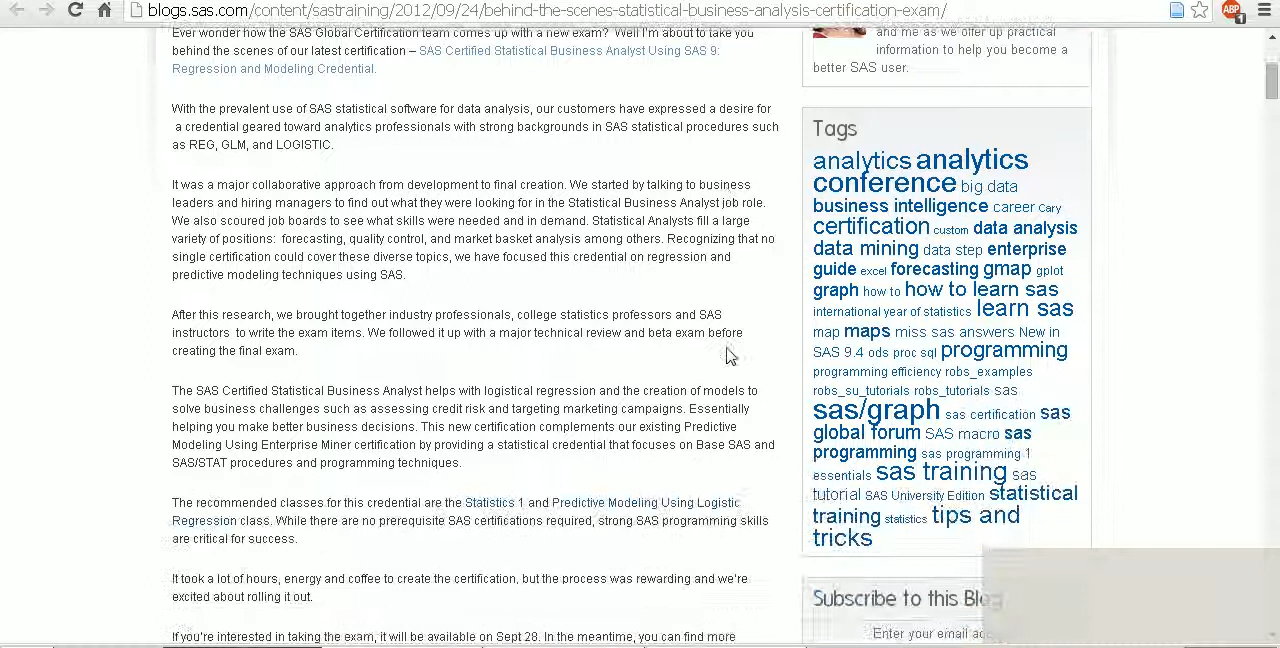 blogs.sas.com/content/sastraining/2012/09/24/behind-the-scenes-statistical-business-analysis-certification-exam/
ABP
1
Ever wonder how the SAS certification team comes up with a new exam? Well I'm about to take you
behind the scenes of our latest certification – SAS Certified Statistical Business Analyst Using SAS 9:
Regression and Modeling Credential.
With the prevalent use of SAS statistical software for data analysis, our customers have expressed a desire for
a credential geared toward analytics professionals with strong backgrounds in SAS statistical procedures such
as REG, GLM, and LOGISTIC.
It was a major collaborative approach from development to final creation. We started by talking to business
leaders and hiring managers to find out what they were looking for in the Statistical Business Analyst job role.
We also scoured job boards to see what skills were needed and in demand. Statistical Analysts fill a large
variety of positions: forecasting, quality control, and market basket analysis among others. Recognizing that no
single certification could cover these diverse topics, we have focused this credential on regression and
predictive modeling techniques using SAS.
After this research, we brought together industry professionals, college statistics professors and SAS
instructors to write the exam items. We followed it up with a major technical review and beta exam before
creating the final exam.
The SAS Certified Statistical Business Analyst helps with logistical regression and the creation of models to
solve business challenges such as assessing credit risk and targeting marketing campaigns. Essentially
helping you make better business decisions. This new certification complements our existing Predictive
Modeling Using Enterprise Miner certification by providing a statistical credential that focuses on Base SAS and
SAS/STAT procedures and programming techniques.
The recommended classes for the credential are the Statistics 1 and Predictive Modeling Using Logistic
Regression class. While there are no prerequisite SAS certifications required, strong SAS programming skills
are critical for success.
It took a lot of hours, energy and coffee to create the certification, but the process was rewarding and we're
excited about rolling it out.
If you're interested in taking the exam, it will be available on Sept 28. In the meantime, you can find more
and me as we offer up practical
information to help you become a
better SAS user.
Tags
analytics analytics
conference big data
business intelligence career Cary
certification custom data analysis
data mining data step enterprise
guide excel forecasting gmap gplot
graph how to how to learn sas
international year of statistics learn sas
map maps miss sas answers New in
SAS 9.4 ods proc sql programming
programming efficiency robs_examples
robs_su_tutorials robs_tutorials sas
sas/graph sas certification sas
global forum SAS macro sas
programming sas programming 1
essentials sas training sas
tutorial SAS University Edition statistical
training statistics tips and
tricks
Subscribe to this Blog
Enter your email